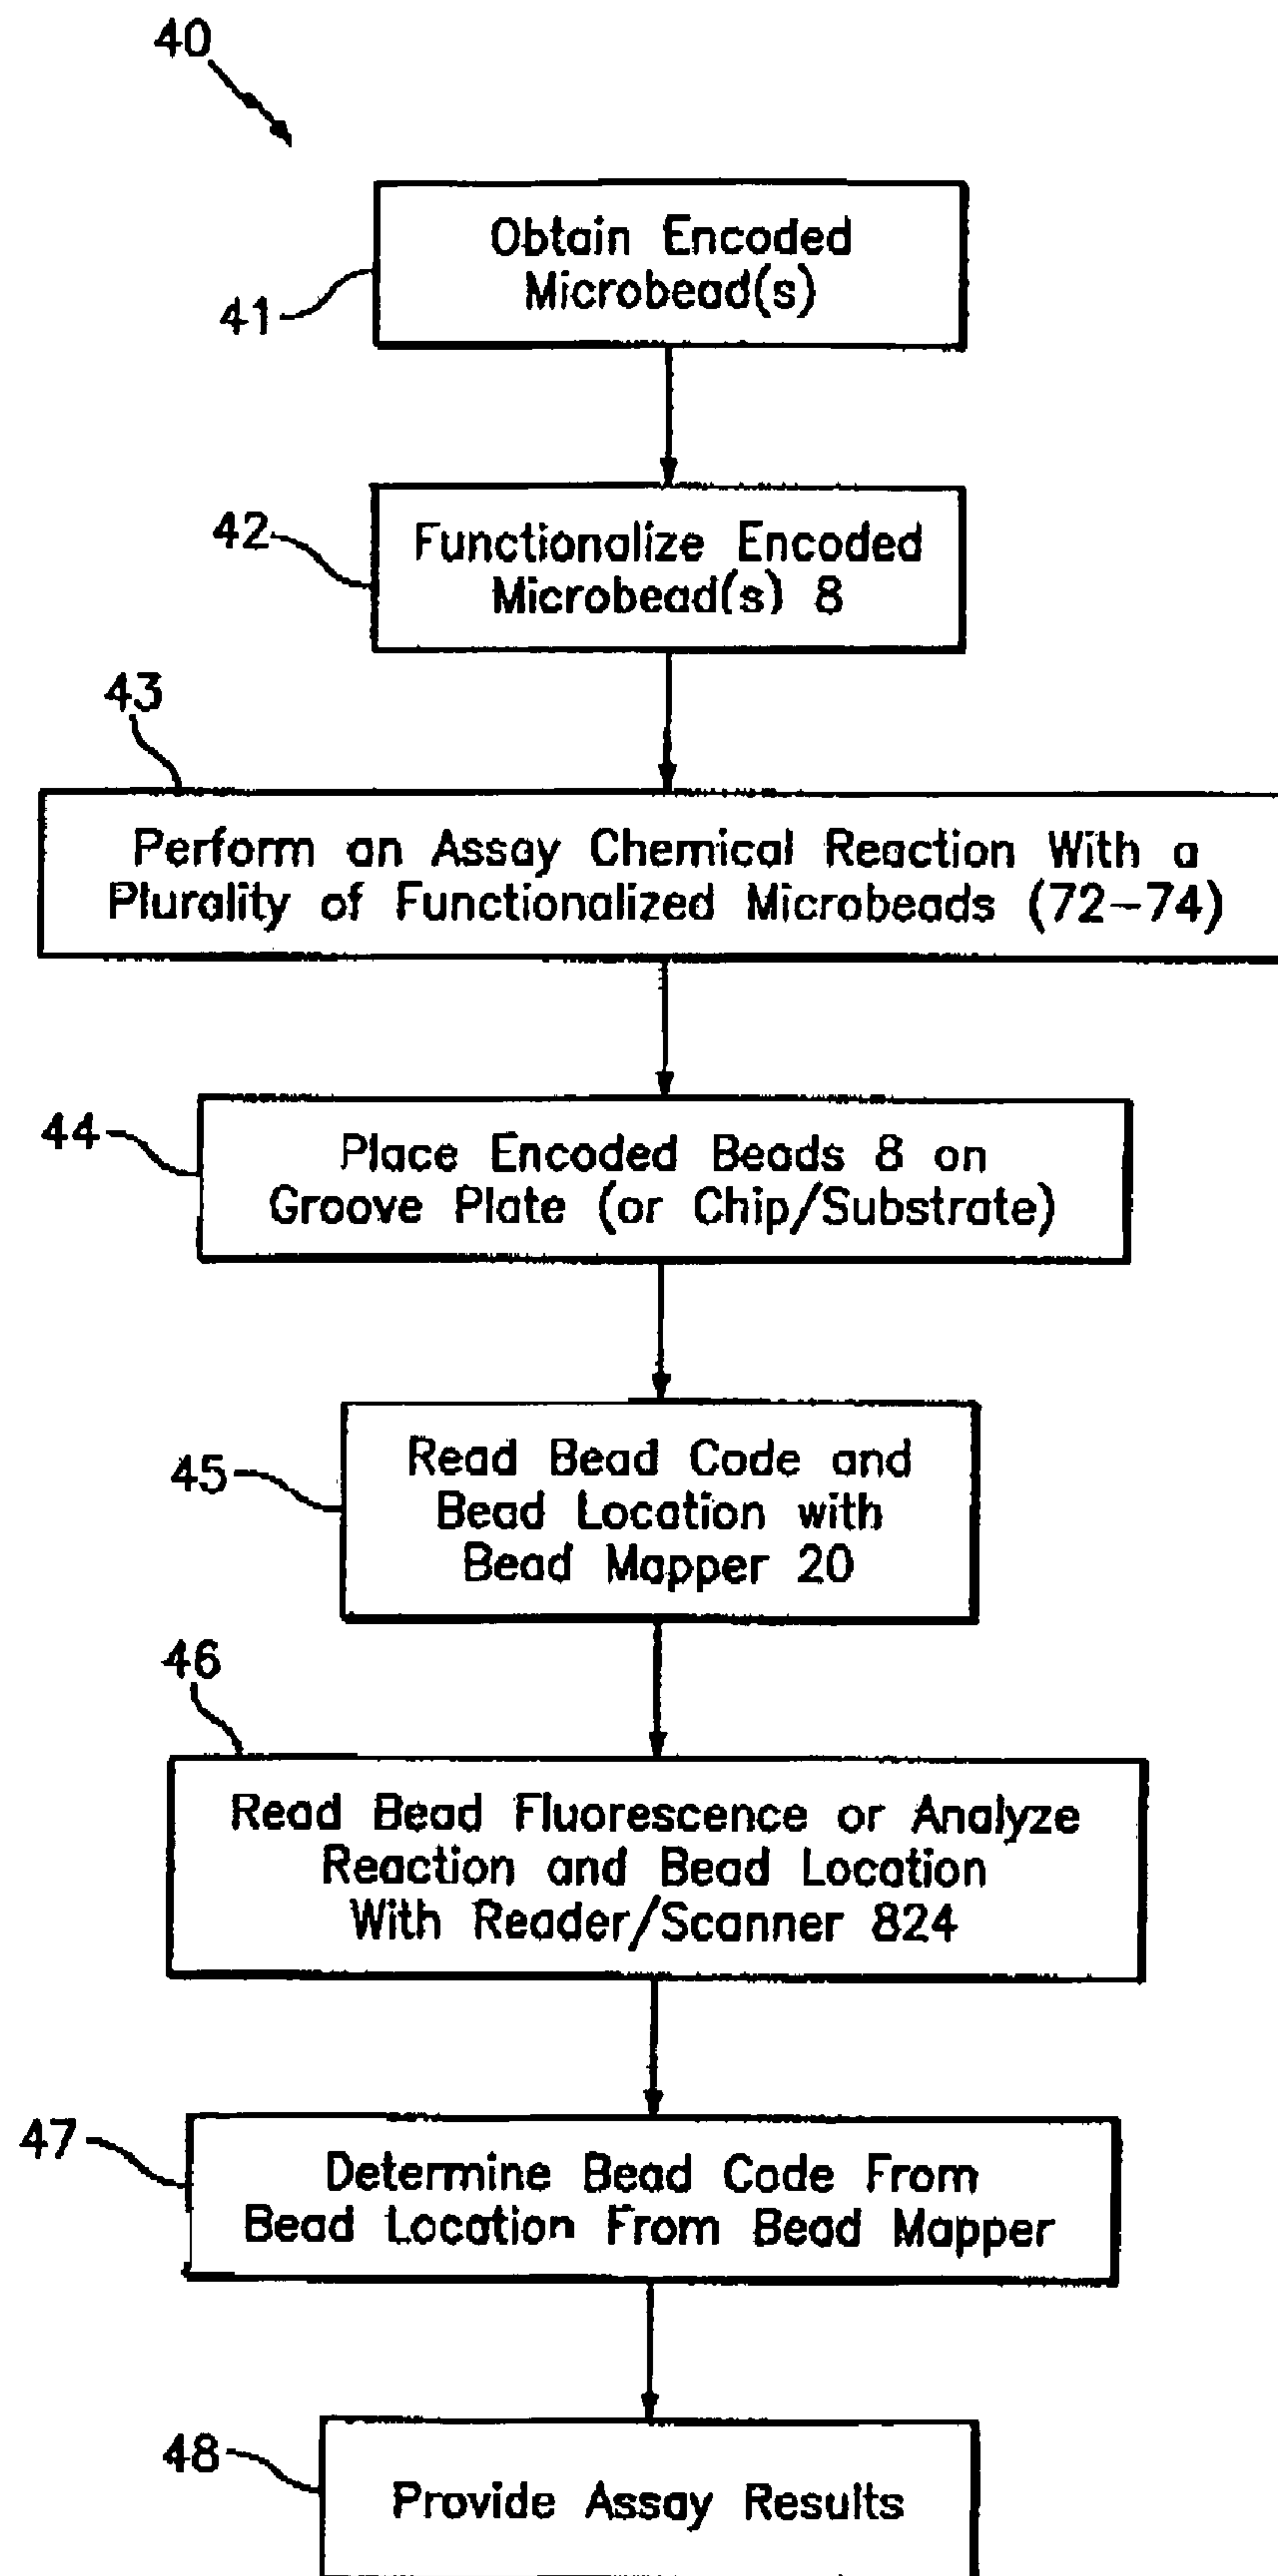 40
41
Obtain Encoded
Microbead(s)
42
Functionalize Encoded
Microbead(s) 8
43
Perform an Assay Chemical Reaction With a
Plurality of Functionalized Microbeads (72-74)
44
Place Encoded Beads 8 on
Groove Plate (or Chip/Substrate)
45
Read Bead Code and
Bead Location with
Bead Mapper 20
46
Read Bead Fluorescence or Analyze
Reaction and Bead Location
With Reader/Scanner 824
47
Determine Bead Code From
Bead Location From Bead Mapper
48
Provide Assay Results